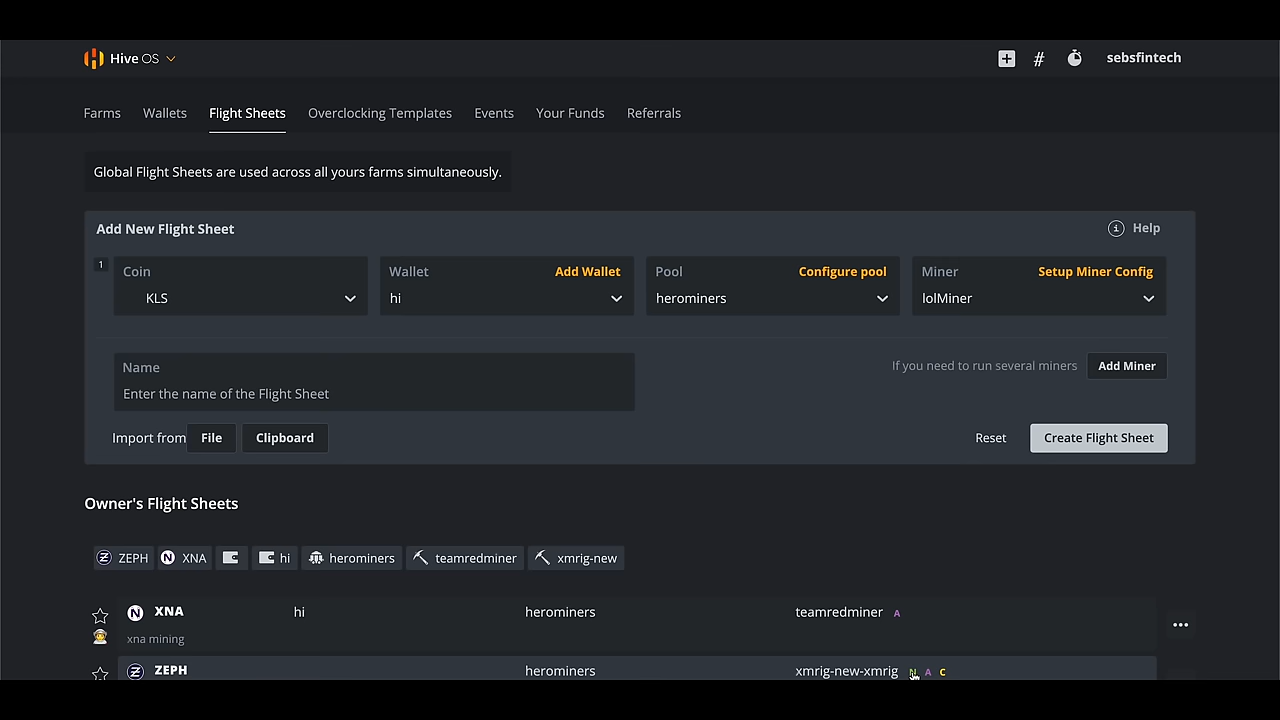 Hive OS
#
sebsfintech
Farms Wallets Flight Sheets Overclocking Templates Events Your Funds Referrals
Global Flight Sheets are used across all yours farms simultaneously.
Add New Flight Sheet
Help
1
Coin
KLS
Wallet Add Wallet
hi
Pool Configure pool
herominers
Miner Setup Miner Config
lolMiner
Name
Enter the name of the Flight Sheet
If you need to run several miners Add Miner
Import from File Clipboard
Reset Create Flight Sheet
Owner's Flight Sheets
ZEPH XNA hi herominers teamredminer xmrig-new
XNA hi herominers teamredminer A
xna mining
ZEPH herominers xmrig-new-xmrig N A C